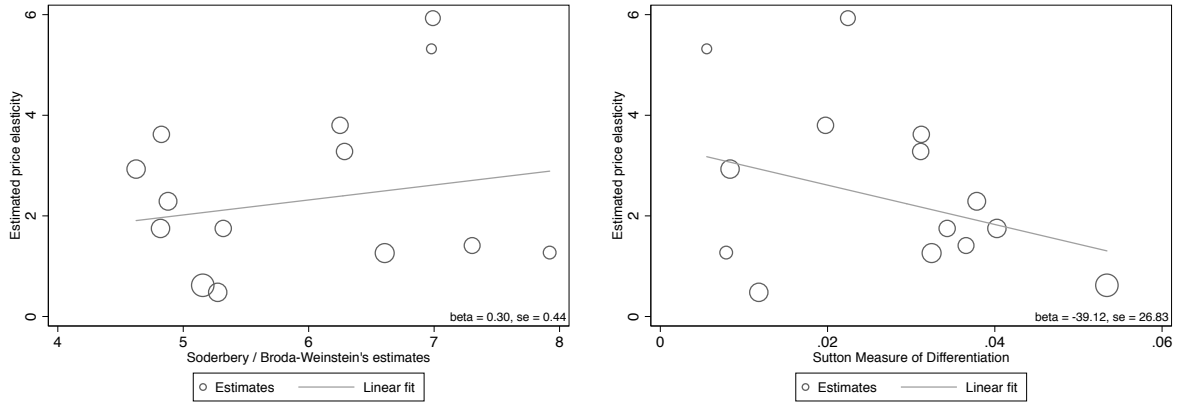 Estimated price elasticity
6
4
2
0
beta = 0.30, se = 0.44
4 5 6 7 8
Soderbery / Broda-Weinstein's estimates
Estimates Linear fit
Estimated price elasticity
6
4
2
0
beta = -39.12, se = 26.83
0 .02 .04 .06
Sutton Measure of Differentiation
Estimates Linear fit